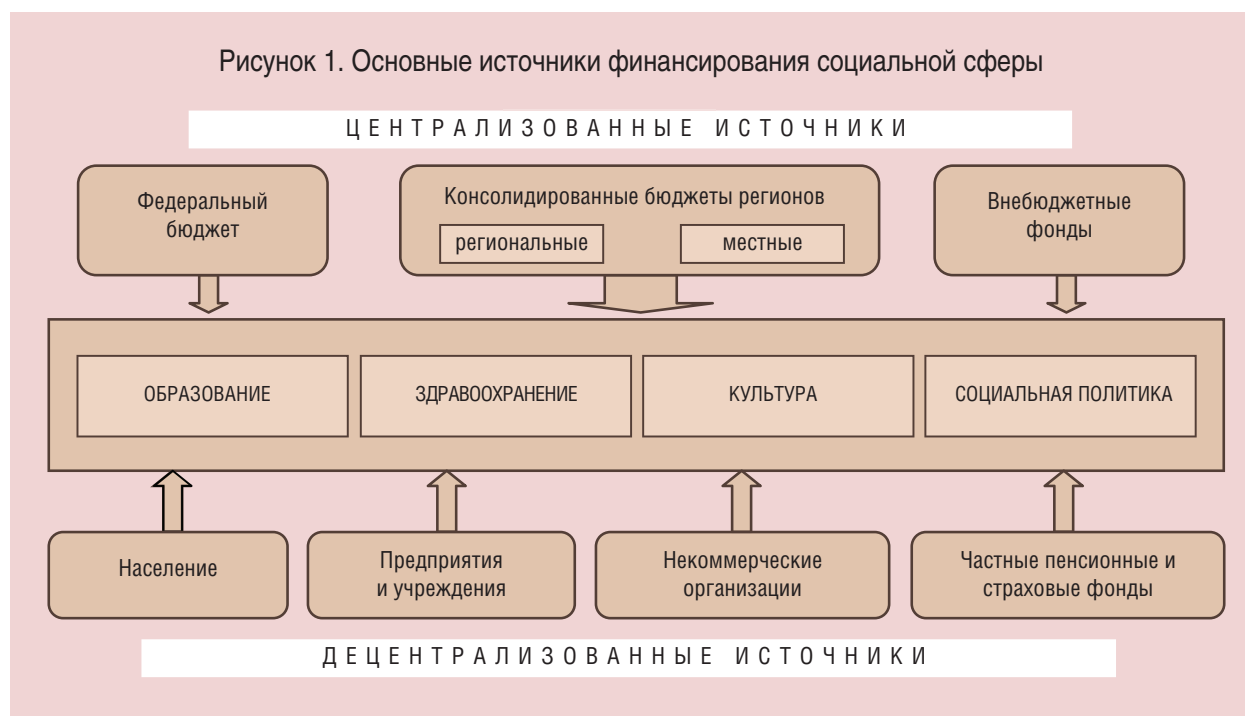 Рисунок 1. Основные источники финансирования социальной сферы
ЦЕНТРАЛИЗОВАННЫЕ ИСТОЧНИКИ
Федеральный
бюджет
Консолидированные бюджеты регионов
региональные
местные
Внебюджетные
фонды
ОБРАЗОВАНИЕ
ЗДРАВООХРАНЕНИЕ
КУЛЬТУРА
СОЦИАЛЬНАЯ ПОЛИТИКА
Население
Предприятия
и учреждения
Некоммерческие
организации
Частные пенсионные и
страховые фонды
ДЕЦЕНТРАЛИЗОВАННЫЕ ИСТОЧНИКИ